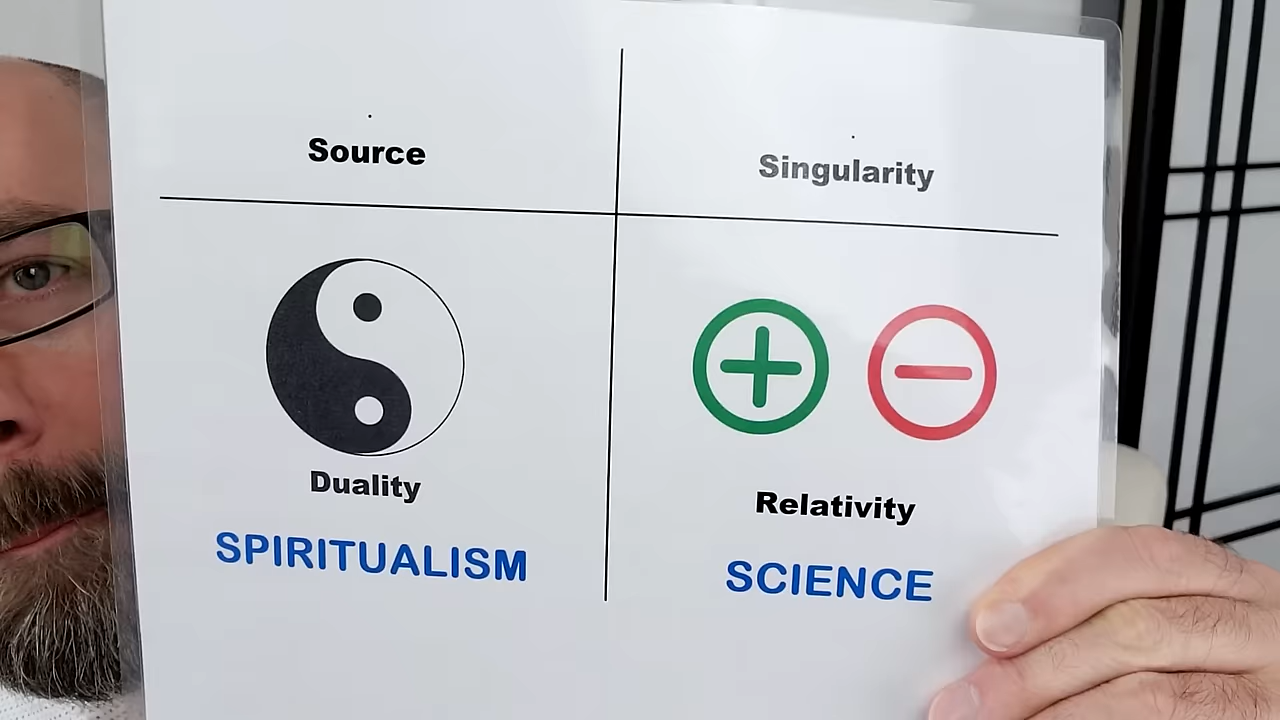 Source
Singularity
Duality
Relativity
SPIRITUALISM
SCIENCE